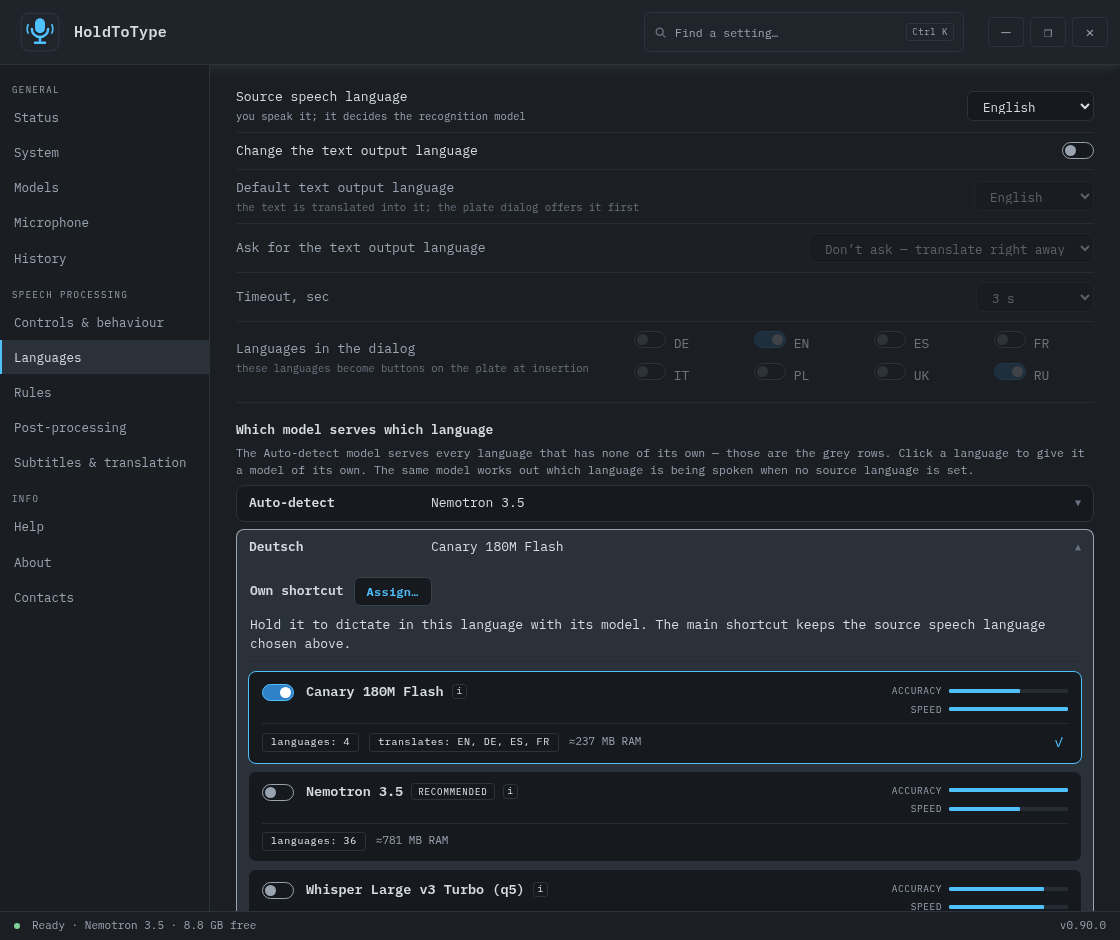 HoldToType
Find a setting…
Ctrl K
GENERAL
Status
System
Models
Microphone
History
SPEECH PROCESSING
Controls & behaviour
Languages
Rules
Post-processing
Subtitles & translation
INFO
Help
About
Contacts
Source speech language
you speak it; it decides the recognition model
English
Change the text output language
Default text output language
the text is translated into it; the plate dialog offers it first
English
Ask for the text output language
Don’t ask — translate right away
Timeout, sec
3 s
Languages in the dialog
these languages become buttons on the plate at insertion
DE EN ES FR
IT PL UK RU
Which model serves which language
The Auto-detect model serves every language that has none of its own — those are the grey rows. Click a language to give it
a model of its own. The same model works out which language is being spoken when no source language is set.
Auto-detect Nemotron 3.5
Deutsch Canary 180M Flash
Own shortcut Assign…
Hold it to dictate in this language with its model. The main shortcut keeps the source speech language
chosen above.
Canary 180M Flash i
ACCURACY
SPEED
languages: 4 translates: EN, DE, ES, FR ≈237 MB RAM
Nemotron 3.5 RECOMMENDED i
ACCURACY
SPEED
languages: 36 ≈781 MB RAM
Whisper Large v3 Turbo (q5) i
ACCURACY
SPEED
Ready · Nemotron 3.5 · 8.8 GB free
v0.90.0